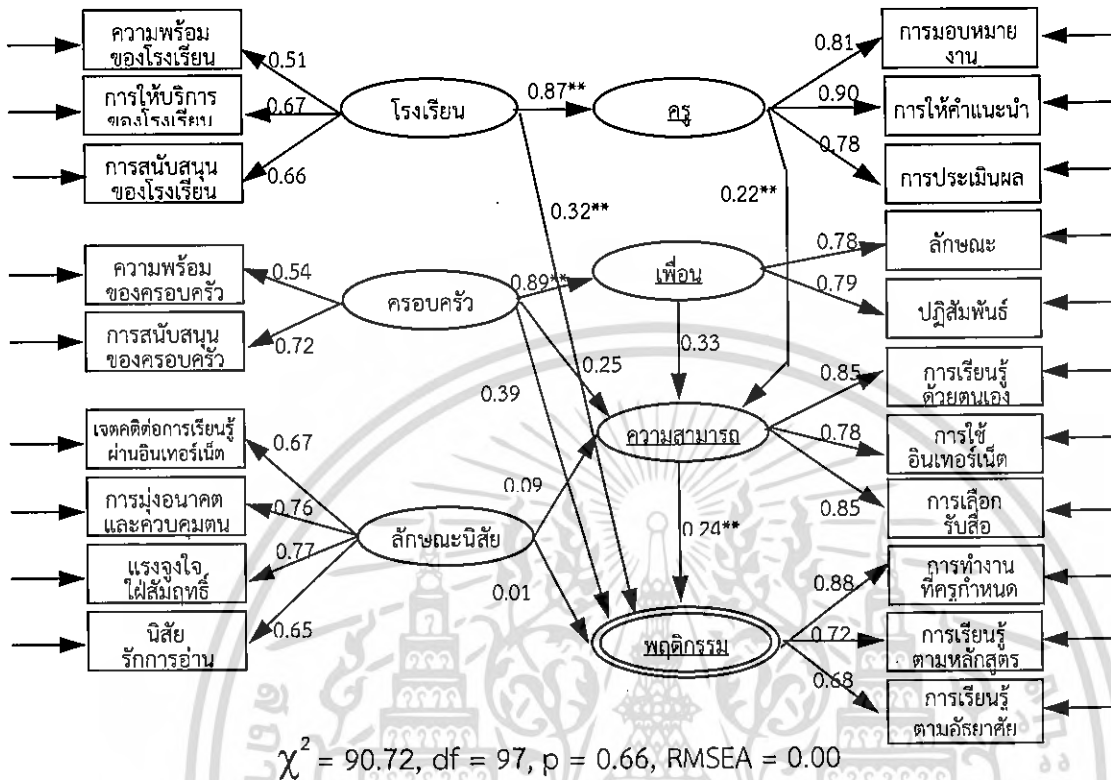 ความพร้อม
ของโรงเรียน
0.51
การให้บริการ
ของโรงเรียน
0.67
การสนับสนุน
ของโรงเรียน
0.66
โรงเรียน
0.87**
ครู
0.81
การมอบหมาย
งาน
0.90
การให้คำแนะนำ
0.78
การประเมินผล
0.32**
0.22**
ความพร้อม
ของครอบครัว
0.54
การสนับสนุน
ของครอบครัว
0.72
ครอบครัว
0.89**
เพื่อน
0.78
ลักษณะ
0.79
ปฏิสัมพันธ์
0.33
0.25
0.39
เจตคติต่อการเรียนรู้
ผ่านอินเทอร์เน็ต
0.67
การมุ่งอนาคต
และควบคุมตน
0.76
แรงจูงใจ
ใฝ่สัมฤทธิ์
0.77
นิสัย
รักการอ่าน
0.65
ลักษณะนิสัย
0.09
0.01
ความสามารถ
0.85
การเรียนรู้
ด้วยตนเอง
0.78
การใช้
อินเทอร์เน็ต
0.85
การเลือก
รับสื่อ
0.24**
พฤติกรรม
0.88
การทำงาน
ที่ครูกำหนด
0.72
การเรียนรู้
ตามหลักสูตร
0.68
การเรียนรู้
ตามอัธยาศัย
χ² = 90.72, df = 97, p = 0.66, RMSEA = 0.00